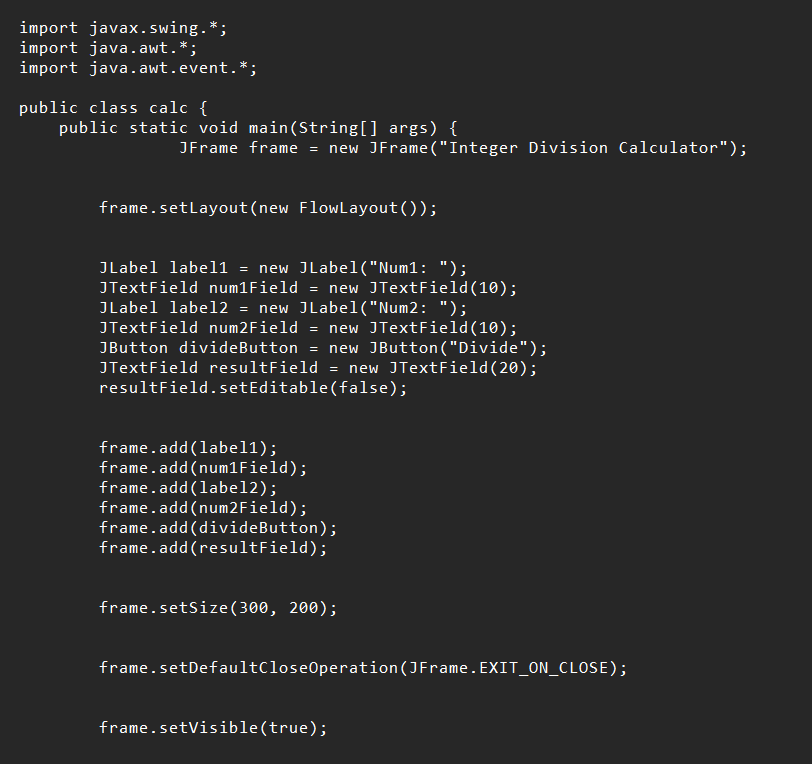 import javax.swing.*;
import java.awt.*;
import java.awt.event.*;
public class calc {
    public static void main(String[] args) {
                JFrame frame = new JFrame("Integer Division Calculator");
        frame.setLayout(new FlowLayout());
        JLabel label1 = new JLabel("Num1: ");
        JTextField num1Field = new JTextField(10);
        JLabel label2 = new JLabel("Num2: ");
        JTextField num2Field = new JTextField(10);
        JButton divideButton = new JButton("Divide");
        JTextField resultField = new JTextField(20);
        resultField.setEditable(false);
        frame.add(label1);
        frame.add(num1Field);
        frame.add(label2);
        frame.add(num2Field);
        frame.add(divideButton);
        frame.add(resultField);
        frame.setSize(300, 200);
        frame.setDefaultCloseOperation(JFrame.EXIT_ON_CLOSE);
        frame.setVisible(true);